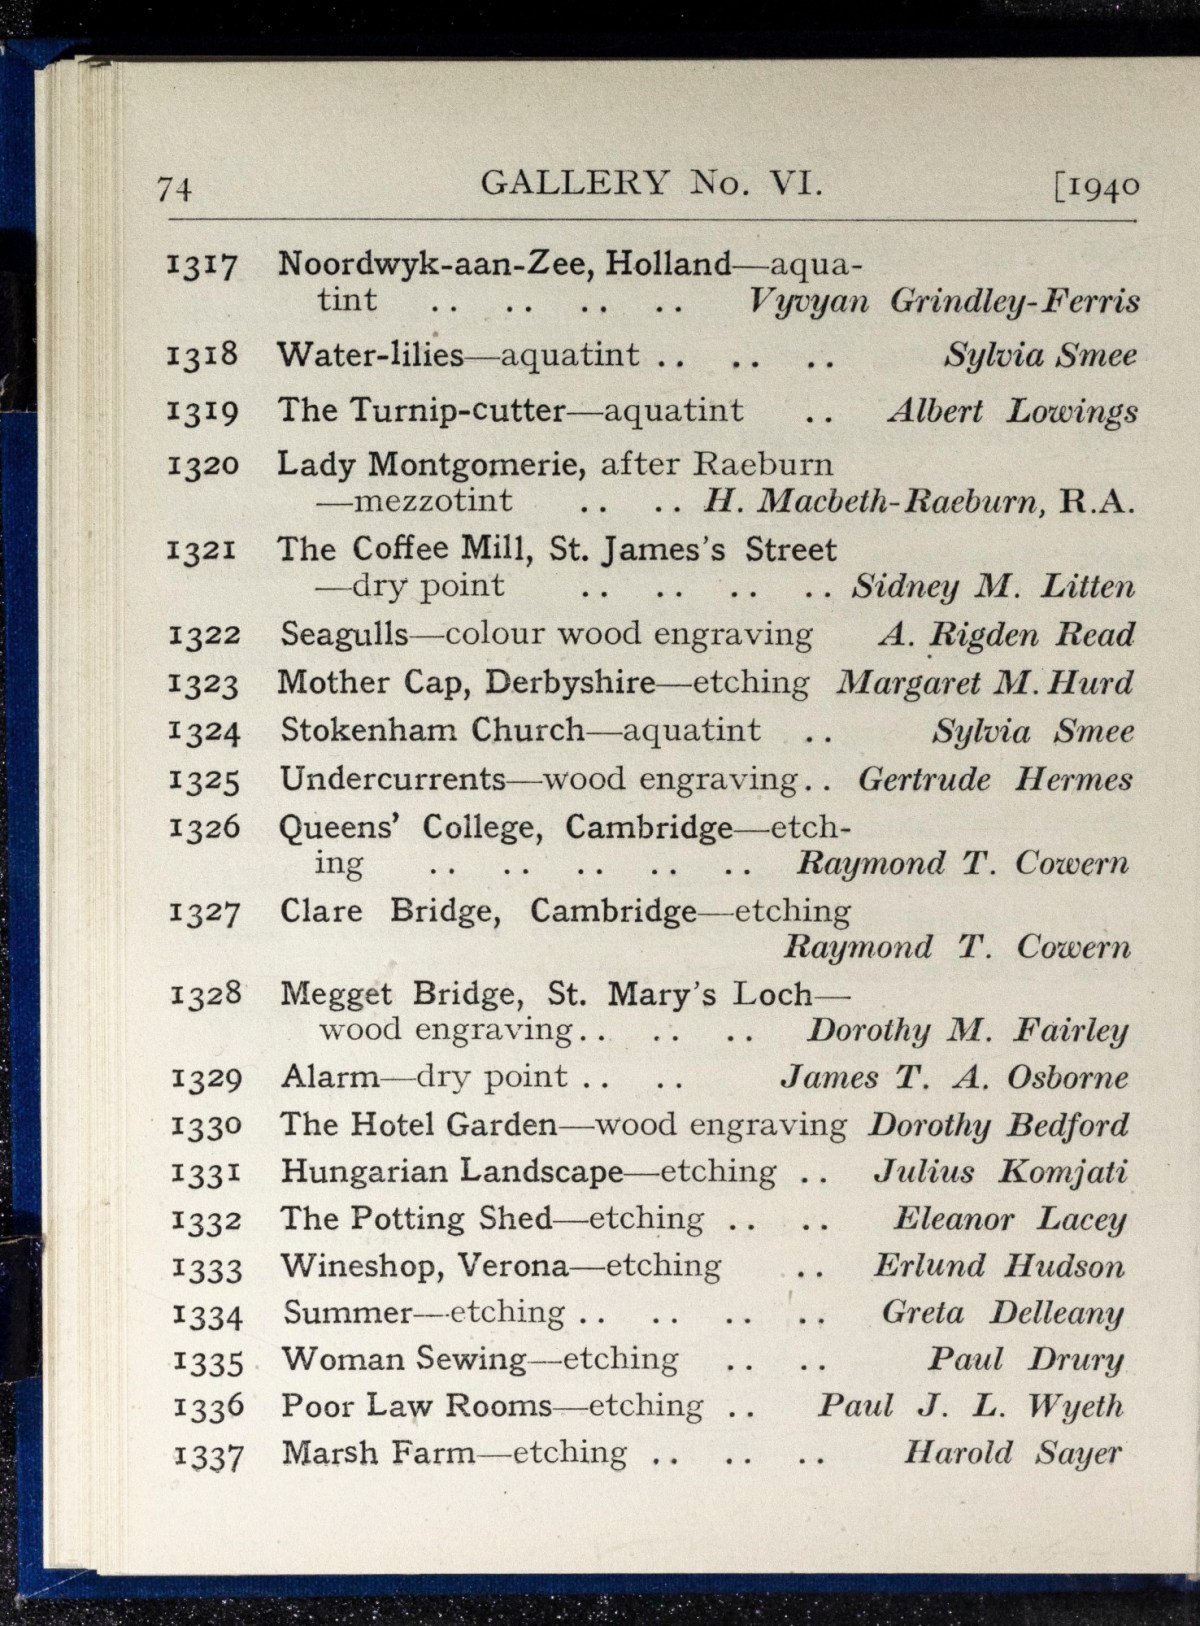 74 GALLERY No. VI. [1940
1317 Noordwyk-aan-Zee, Holland—aqua-
tint .. .. .. .. Vyvyan Grindley-Ferris
1318 Water-lilies—aquatint .. .. .. Sylvia Smee
1319 The Turnip-cutter—aquatint .. Albert Lowings
1320 Lady Montgomerie, after Raeburn
—mezzotint .. .. H. Macbeth-Raeburn, R.A.
1321 The Coffee Mill, St. James's Street
—dry point .. .. .. .. Sidney M. Litten
1322 Seagulls—colour wood engraving A. Rigden Read
1323 Mother Cap, Derbyshire—etching Margaret M. Hurd
1324 Stokenham Church—aquatint .. Sylvia Smee
1325 Undercurrents—wood engraving .. Gertrude Hermes
1326 Queens' College, Cambridge—etch-
ing .. .. .. .. .. Raymond T. Cowern
1327 Clare Bridge, Cambridge—etching
Raymond T. Cowern
1328 Megget Bridge, St. Mary's Loch—
wood engraving .. .. .. Dorothy M. Fairley
1329 Alarm—dry point .. .. James T. A. Osborne
1330 The Hotel Garden—wood engraving Dorothy Bedford
1331 Hungarian Landscape—etching .. Julius Komjati
1332 The Potting Shed—etching .. .. Eleanor Lacey
1333 Wineshop, Verona—etching .. Erlund Hudson
1334 Summer—etching .. .. .. .. Greta Delleany
1335 Woman Sewing—etching .. .. Paul Drury
1336 Poor Law Rooms—etching .. Paul J. L. Wyeth
1337 Marsh Farm—etching .. .. .. Harold Sayer